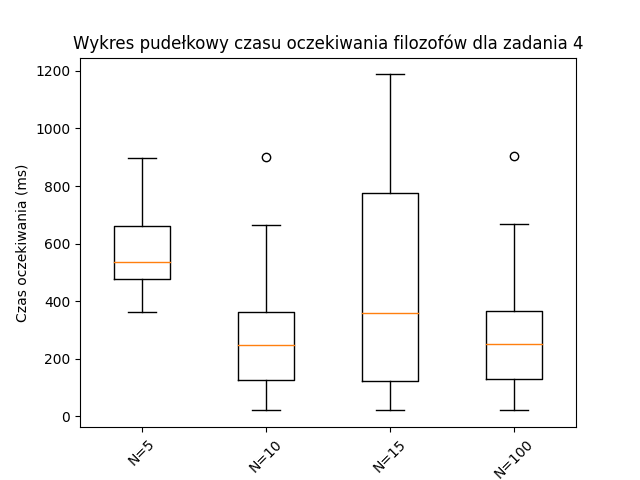 Wykres pudełkowy czasu oczekiwania filozofów dla zadania 4
Czas oczekiwania (ms)
1200
1000
800
600
400
200
0
N=5
N=10
N=15
N=100